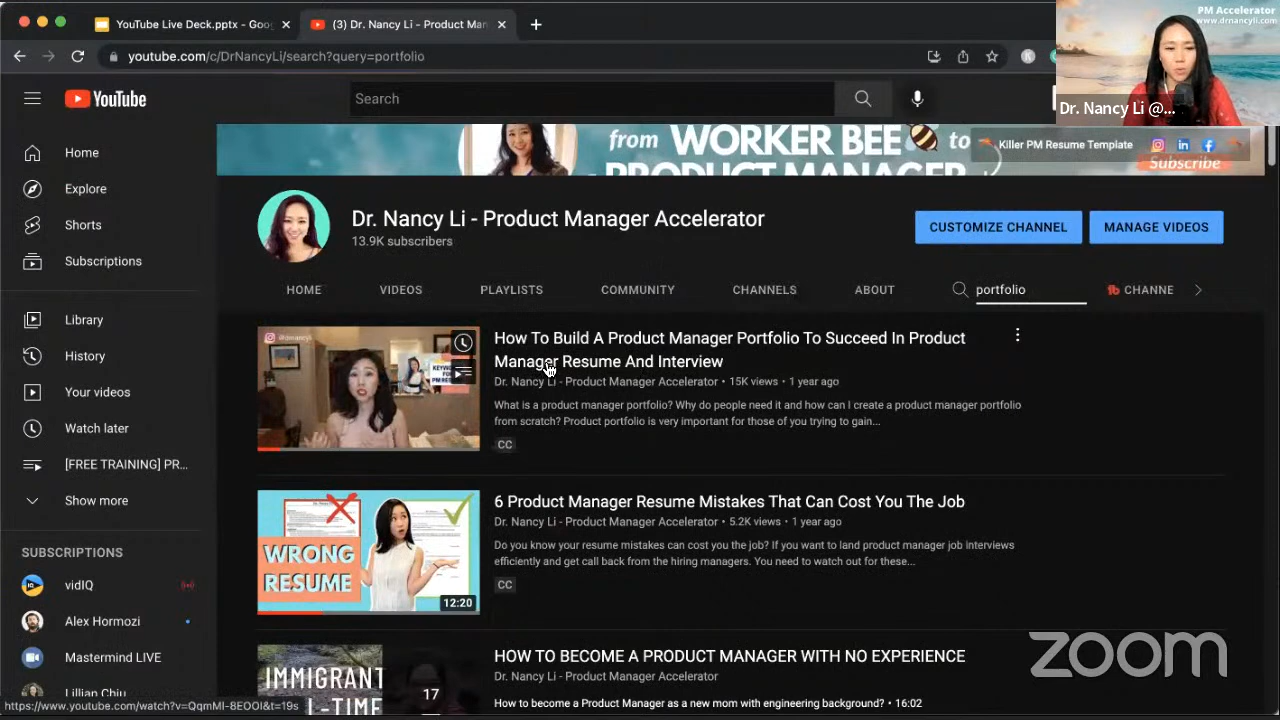 YouTube Live Deck.pptx - Goo
(3) Dr. Nancy Li - Product Man
PM Accelerator
www.drnancyli.com
youtube.com/c/DrNancyLi/search?query=portfolio
Dr. Nancy Li @...
YouTube
Search
from WORKER BEE to
PRODUCT MANAGER
Killer PM Resume Template
Subscribe
Home
Explore
Shorts
Subscriptions
Library
History
Your videos
Watch later
[FREE TRAINING] PR...
Show more
SUBSCRIPTIONS
vidIQ
Alex Hormozi
Mastermind LIVE
Lillian Chiu
Dr. Nancy Li - Product Manager Accelerator
13.9K subscribers
CUSTOMIZE CHANNEL
MANAGE VIDEOS
HOME
VIDEOS
PLAYLISTS
COMMUNITY
CHANNELS
ABOUT
portfolio
CHANNE
How To Build A Product Manager Portfolio To Succeed In Product
Manager Resume And Interview
Dr. Nancy Li - Product Manager Accelerator • 15K views • 1 year ago
What is a product manager portfolio? Why do people need it and how can I create a product manager portfolio
from scratch? Product portfolio is very important for those of you trying to gain...
CC
WRONG
RESUME
12:20
6 Product Manager Resume Mistakes That Can Cost You The Job
Dr. Nancy Li - Product Manager Accelerator • 5.2K views • 1 year ago
Do you know your resume mistakes can cost you the job? If you want to land product manager job interviews
efficiently and get call back from the hiring managers. You need to watch out for these...
CC
IMMIGRANT
L-TIME
17
HOW TO BECOME A PRODUCT MANAGER WITH NO EXPERIENCE
Dr. Nancy Li - Product Manager Accelerator
How to become a Product Manager as a new mom with engineering background? • 16:02
zoom
https://www.youtube.com/watch?v=QqmMI-8EOOI&t=19s